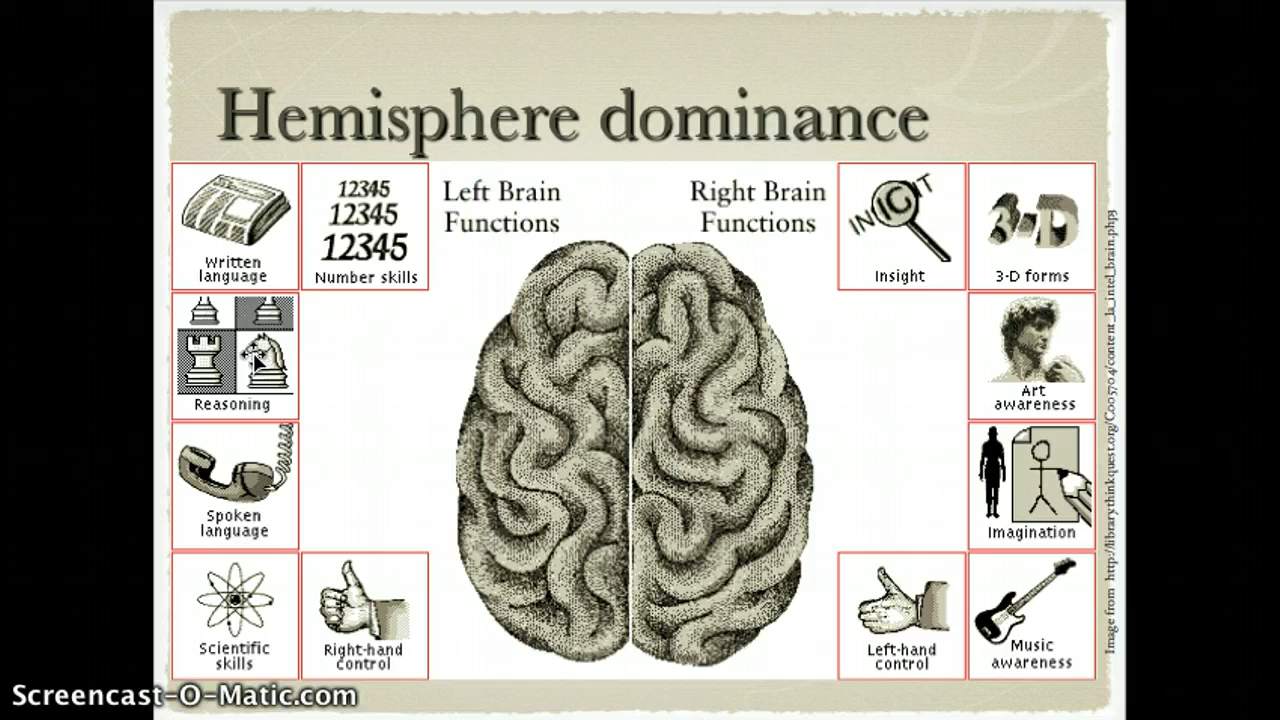 Hemisphere dominance
Written
language
12345
12345
12345
Number skills
Left Brain
Functions
Right Brain
Functions
INSIGHT
Insight
3-D
3-D forms
Reasoning
Art
awareness
Spoken
language
Imagination
Scientific
skills
Right-hand
control
Left-hand
control
Music
awareness
Image from http://library.thinkquest.org/C005704/content_la_intel_brain.php3
Screencast-O-Matic.com